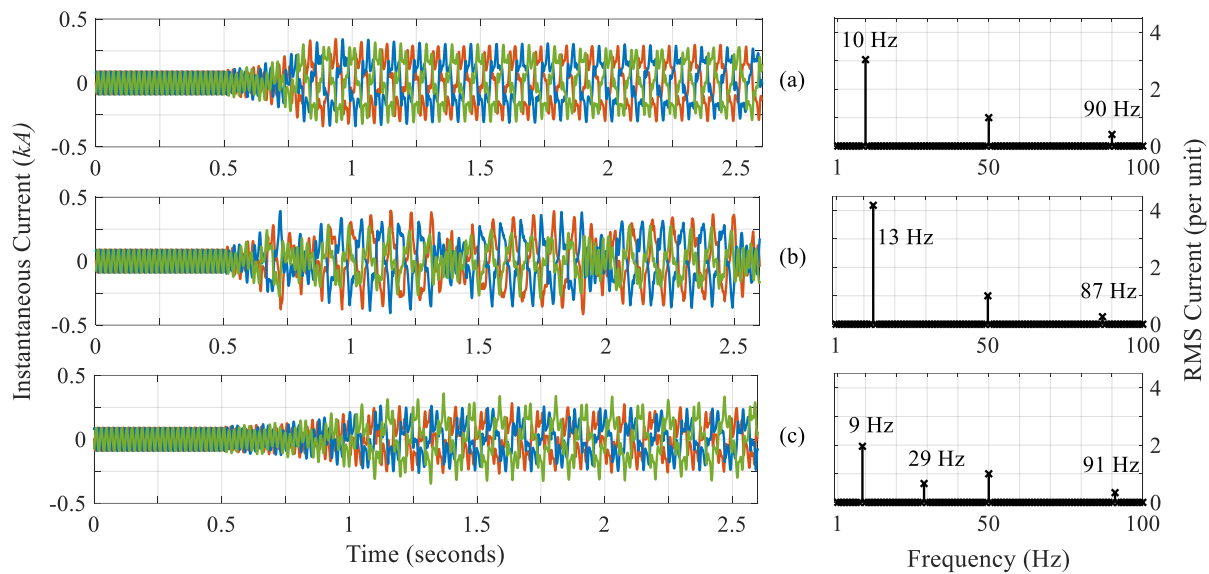 Instantaneous Current (kA)
0.5
0
-0.5
0 0.5 1 1.5 2 2.5
(a)
10 Hz
90 Hz
4
2
0
1 50 100
0.5
0
-0.5
0 0.5 1 1.5 2 2.5
(b)
13 Hz
87 Hz
4
2
0
1 50 100
0.5
0
-0.5
0 0.5 1 1.5 2 2.5
(c)
9 Hz
29 Hz
91 Hz
4
2
0
1 50 100
RMS Current (per unit)
Time (seconds)
Frequency (Hz)